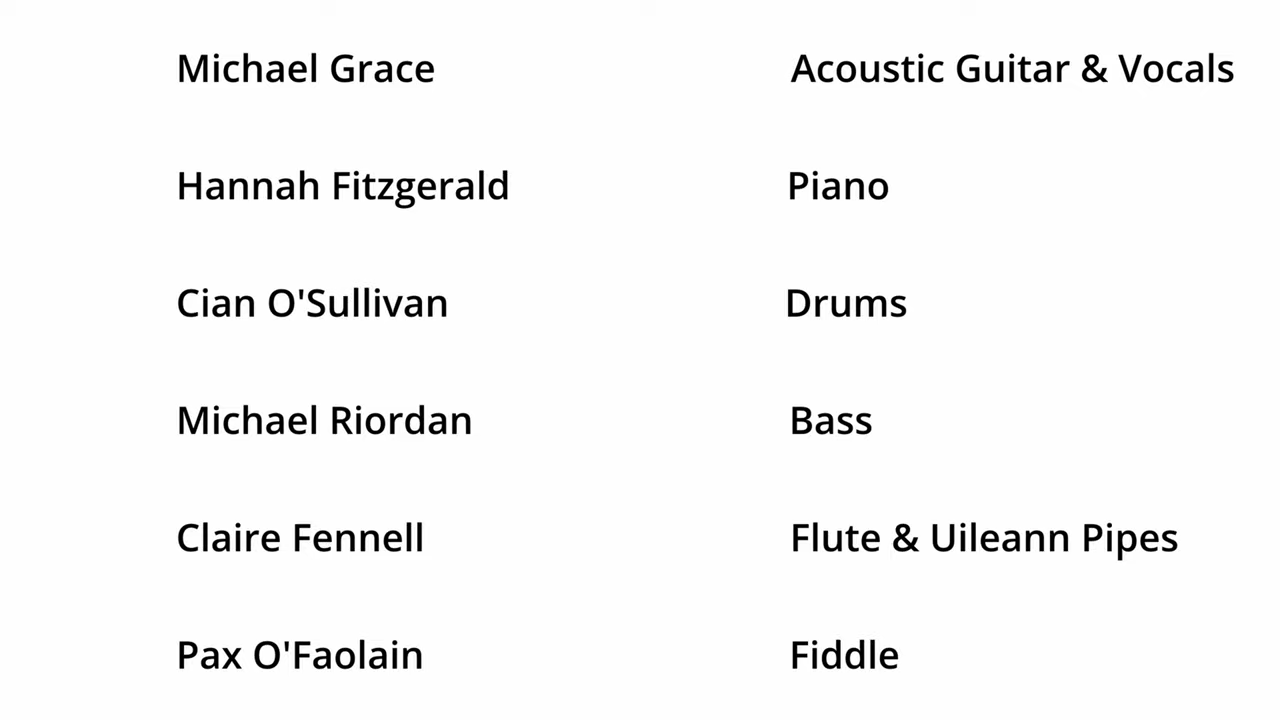 Michael Grace Acoustic Guitar & Vocals
Hannah Fitzgerald Piano
Cian O'Sullivan Drums
Michael Riordan Bass
Claire Fennell Flute & Uileann Pipes
Pax O'Faolain Fiddle